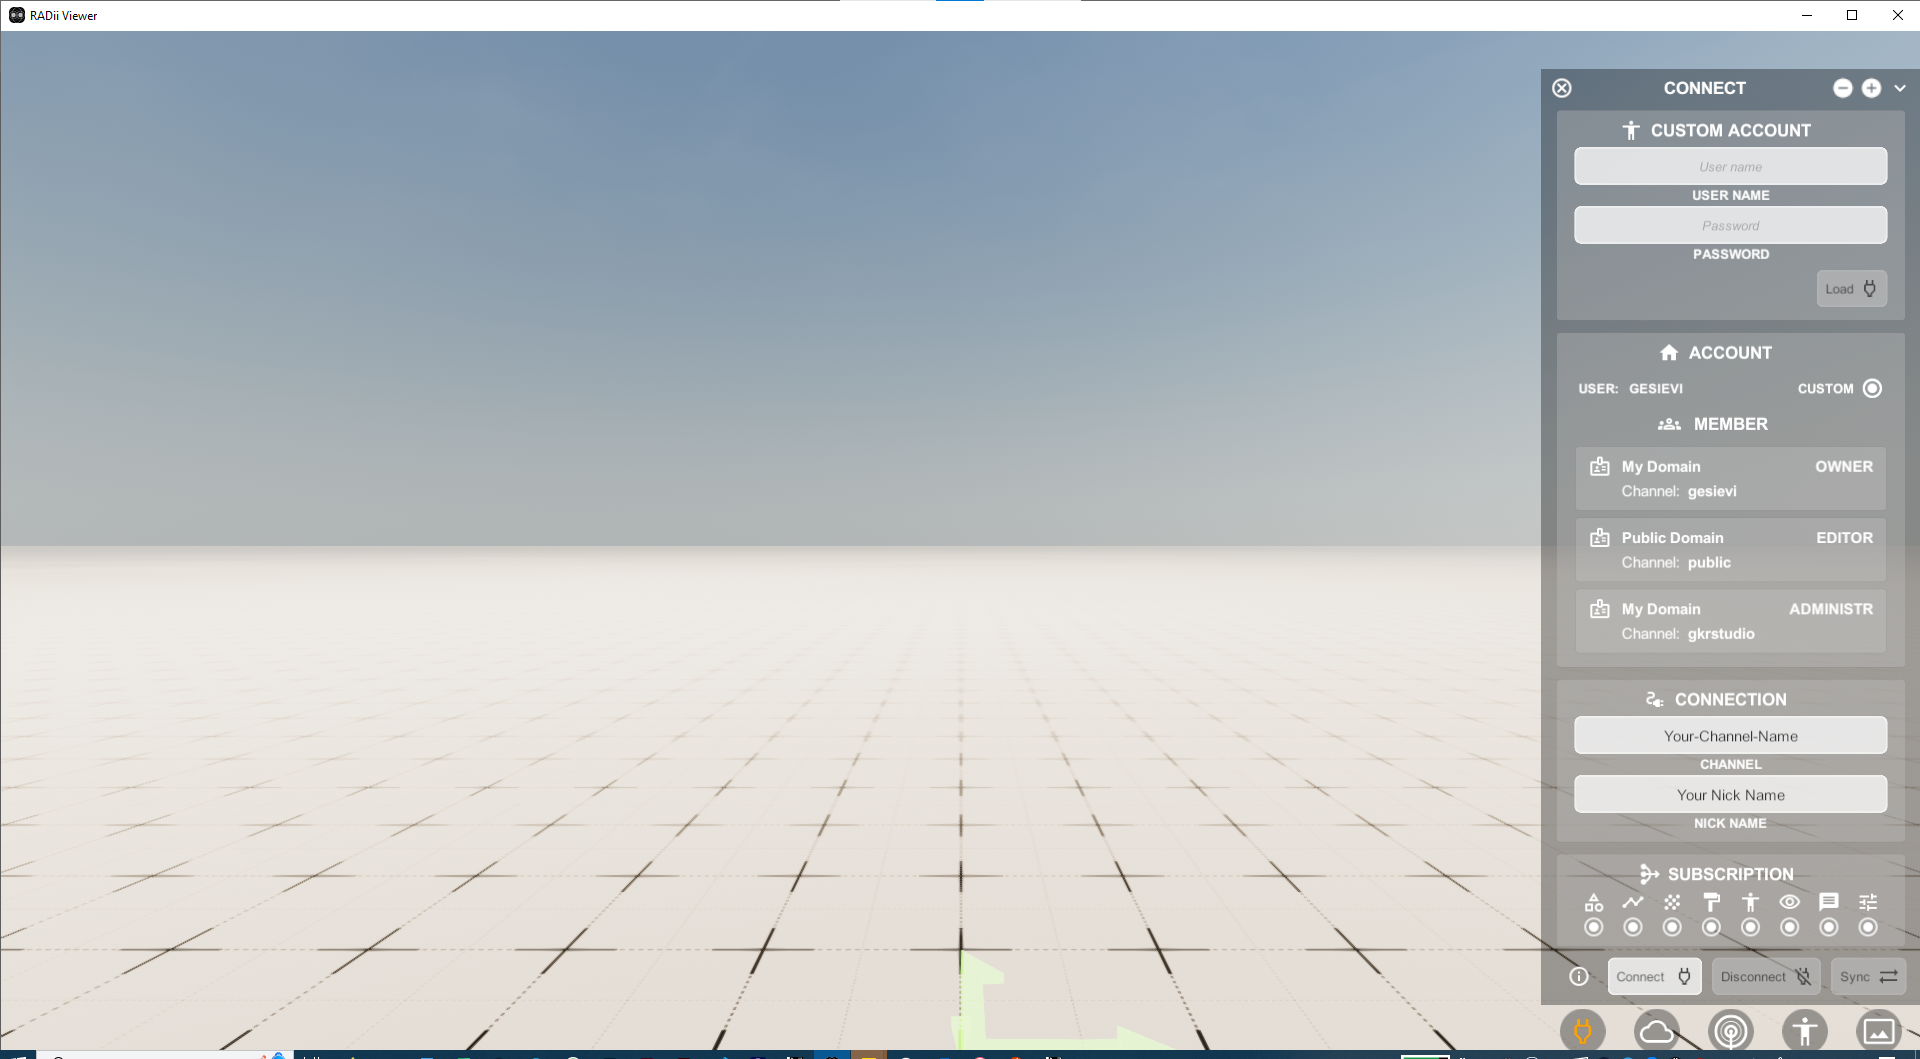 RADii Viewer
CONNECT
CUSTOM ACCOUNT
User name
USER NAME
Password
PASSWORD
Load
ACCOUNT
USER: GESIEVI CUSTOM
MEMBER
My Domain OWNER
Channel: gesievi
Public Domain EDITOR
Channel: public
My Domain ADMINISTR
Channel: gkrstudio
CONNECTION
Your-Channel-Name
CHANNEL
Your Nick Name
NICK NAME
SUBSCRIPTION
Connect Disconnect Sync